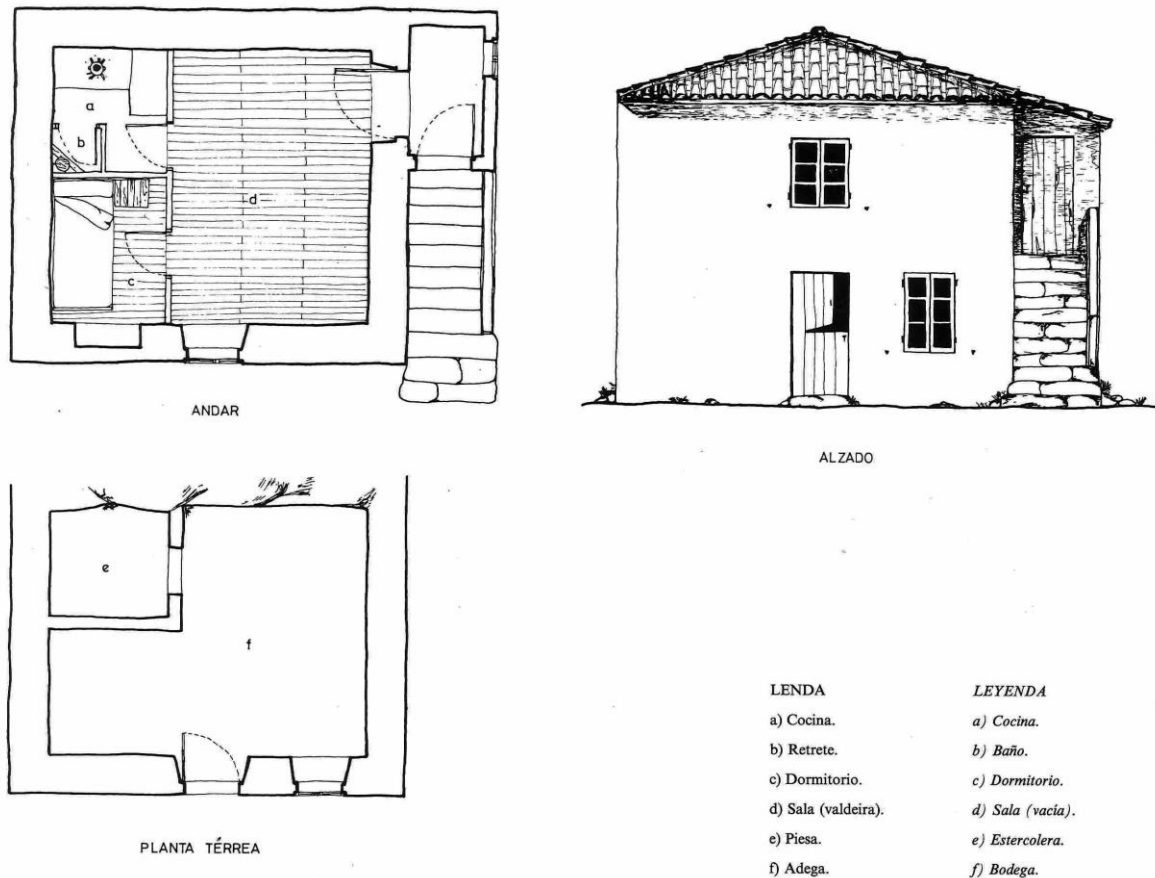 a
b
c
d
ANDAR
ALZADO
e
f
PLANTA TÉRREA
LENDA
a) Cocina.
b) Retrete.
c) Dormitorio.
d) Sala (valdeira).
e) Piesa.
f) Adega.
LEYENDA
a) Cocina.
b) Baño.
c) Dormitorio.
d) Sala (vacía).
e) Estercolera.
f) Bodega.